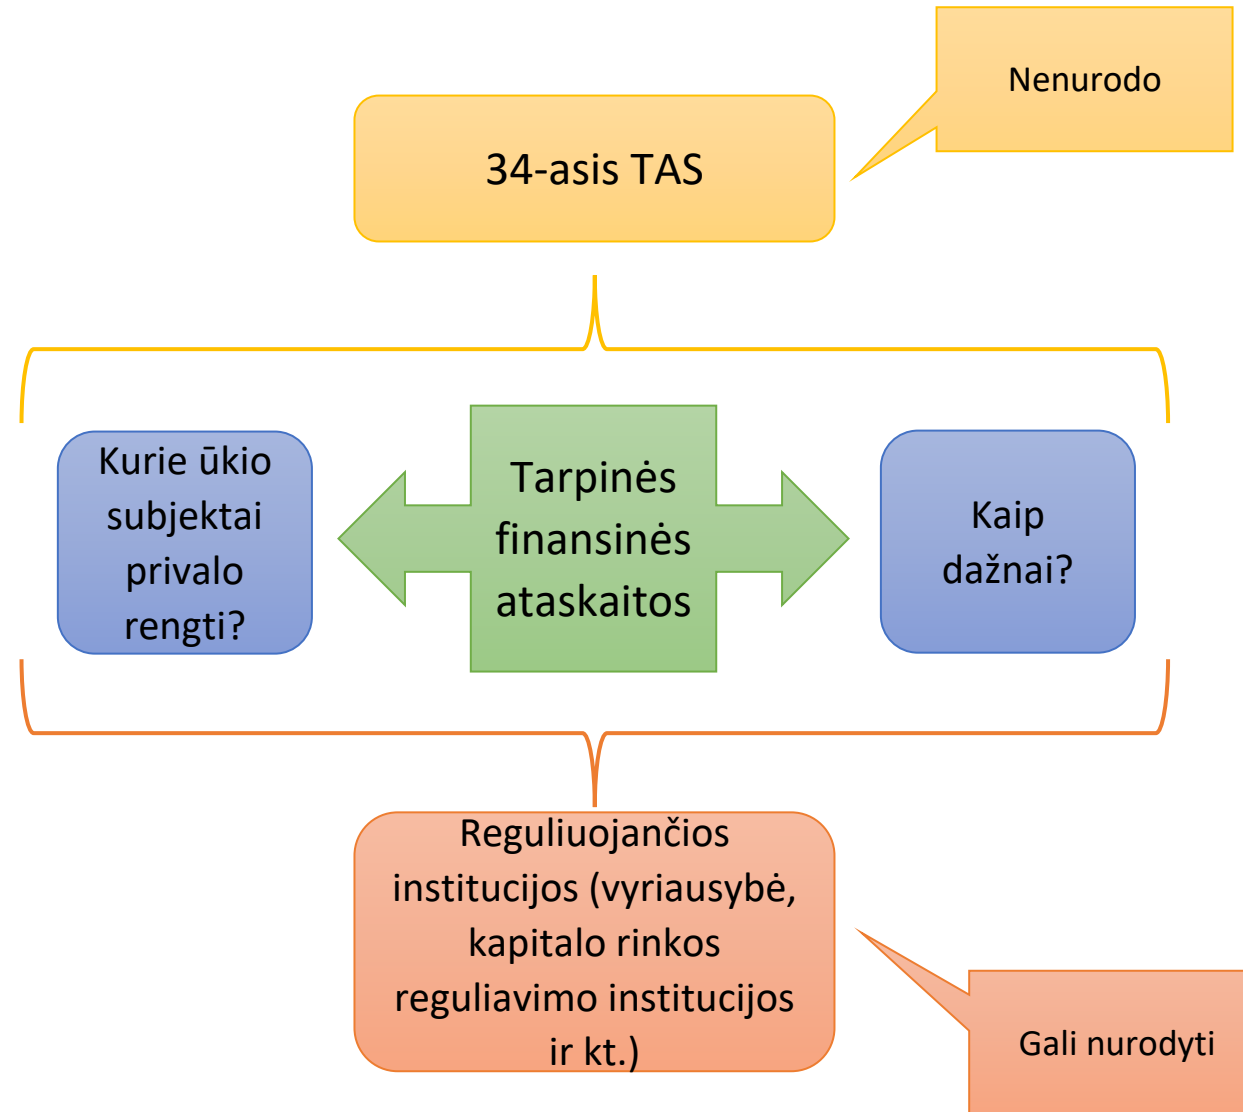 Nenurodo
34-asis TAS
Kurie ūkio
subjektai
privalo
rengti?
Tarpinės
finansinės
ataskaitos
Kaip
dažnai?
Reguliuojančios
institucijos (vyriausybė,
kapitalo rinkos
reguliavimo institucijos
ir kt.)
Gali nurodyti